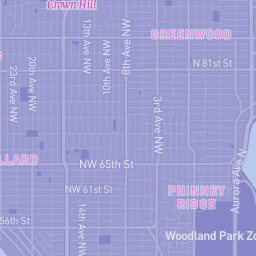 Crown Hill
GREENWOOD
8th Ave NW
13th Ave NW
10th Ave NW
20th Ave NW
23rd Ave NW
N 81st St
3rd Ave NW
LLARD
NW 65th St
NW 61st St
Aurora Ave N
PHINNEY
RIDGE
14th Ave NW
56th St
Woodland Park Zo